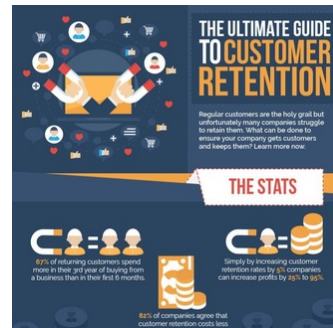 THE ULTIMATE GUIDE
TO CUSTOMER
RETENTION
Regular customers are the holy grail but
unfortunately many companies struggle
to retain them. What can be done to
ensure your company gets customers
and keeps them? Learn more now.
THE STATS
67% of returning customers spend
more in their 3rd year of buying from
a business than in their first 6 months.
Simply by increasing customer
retention rates by 5% companies
can increase profits by 25% to 95%.
82% of companies agree that
customer retention costs less